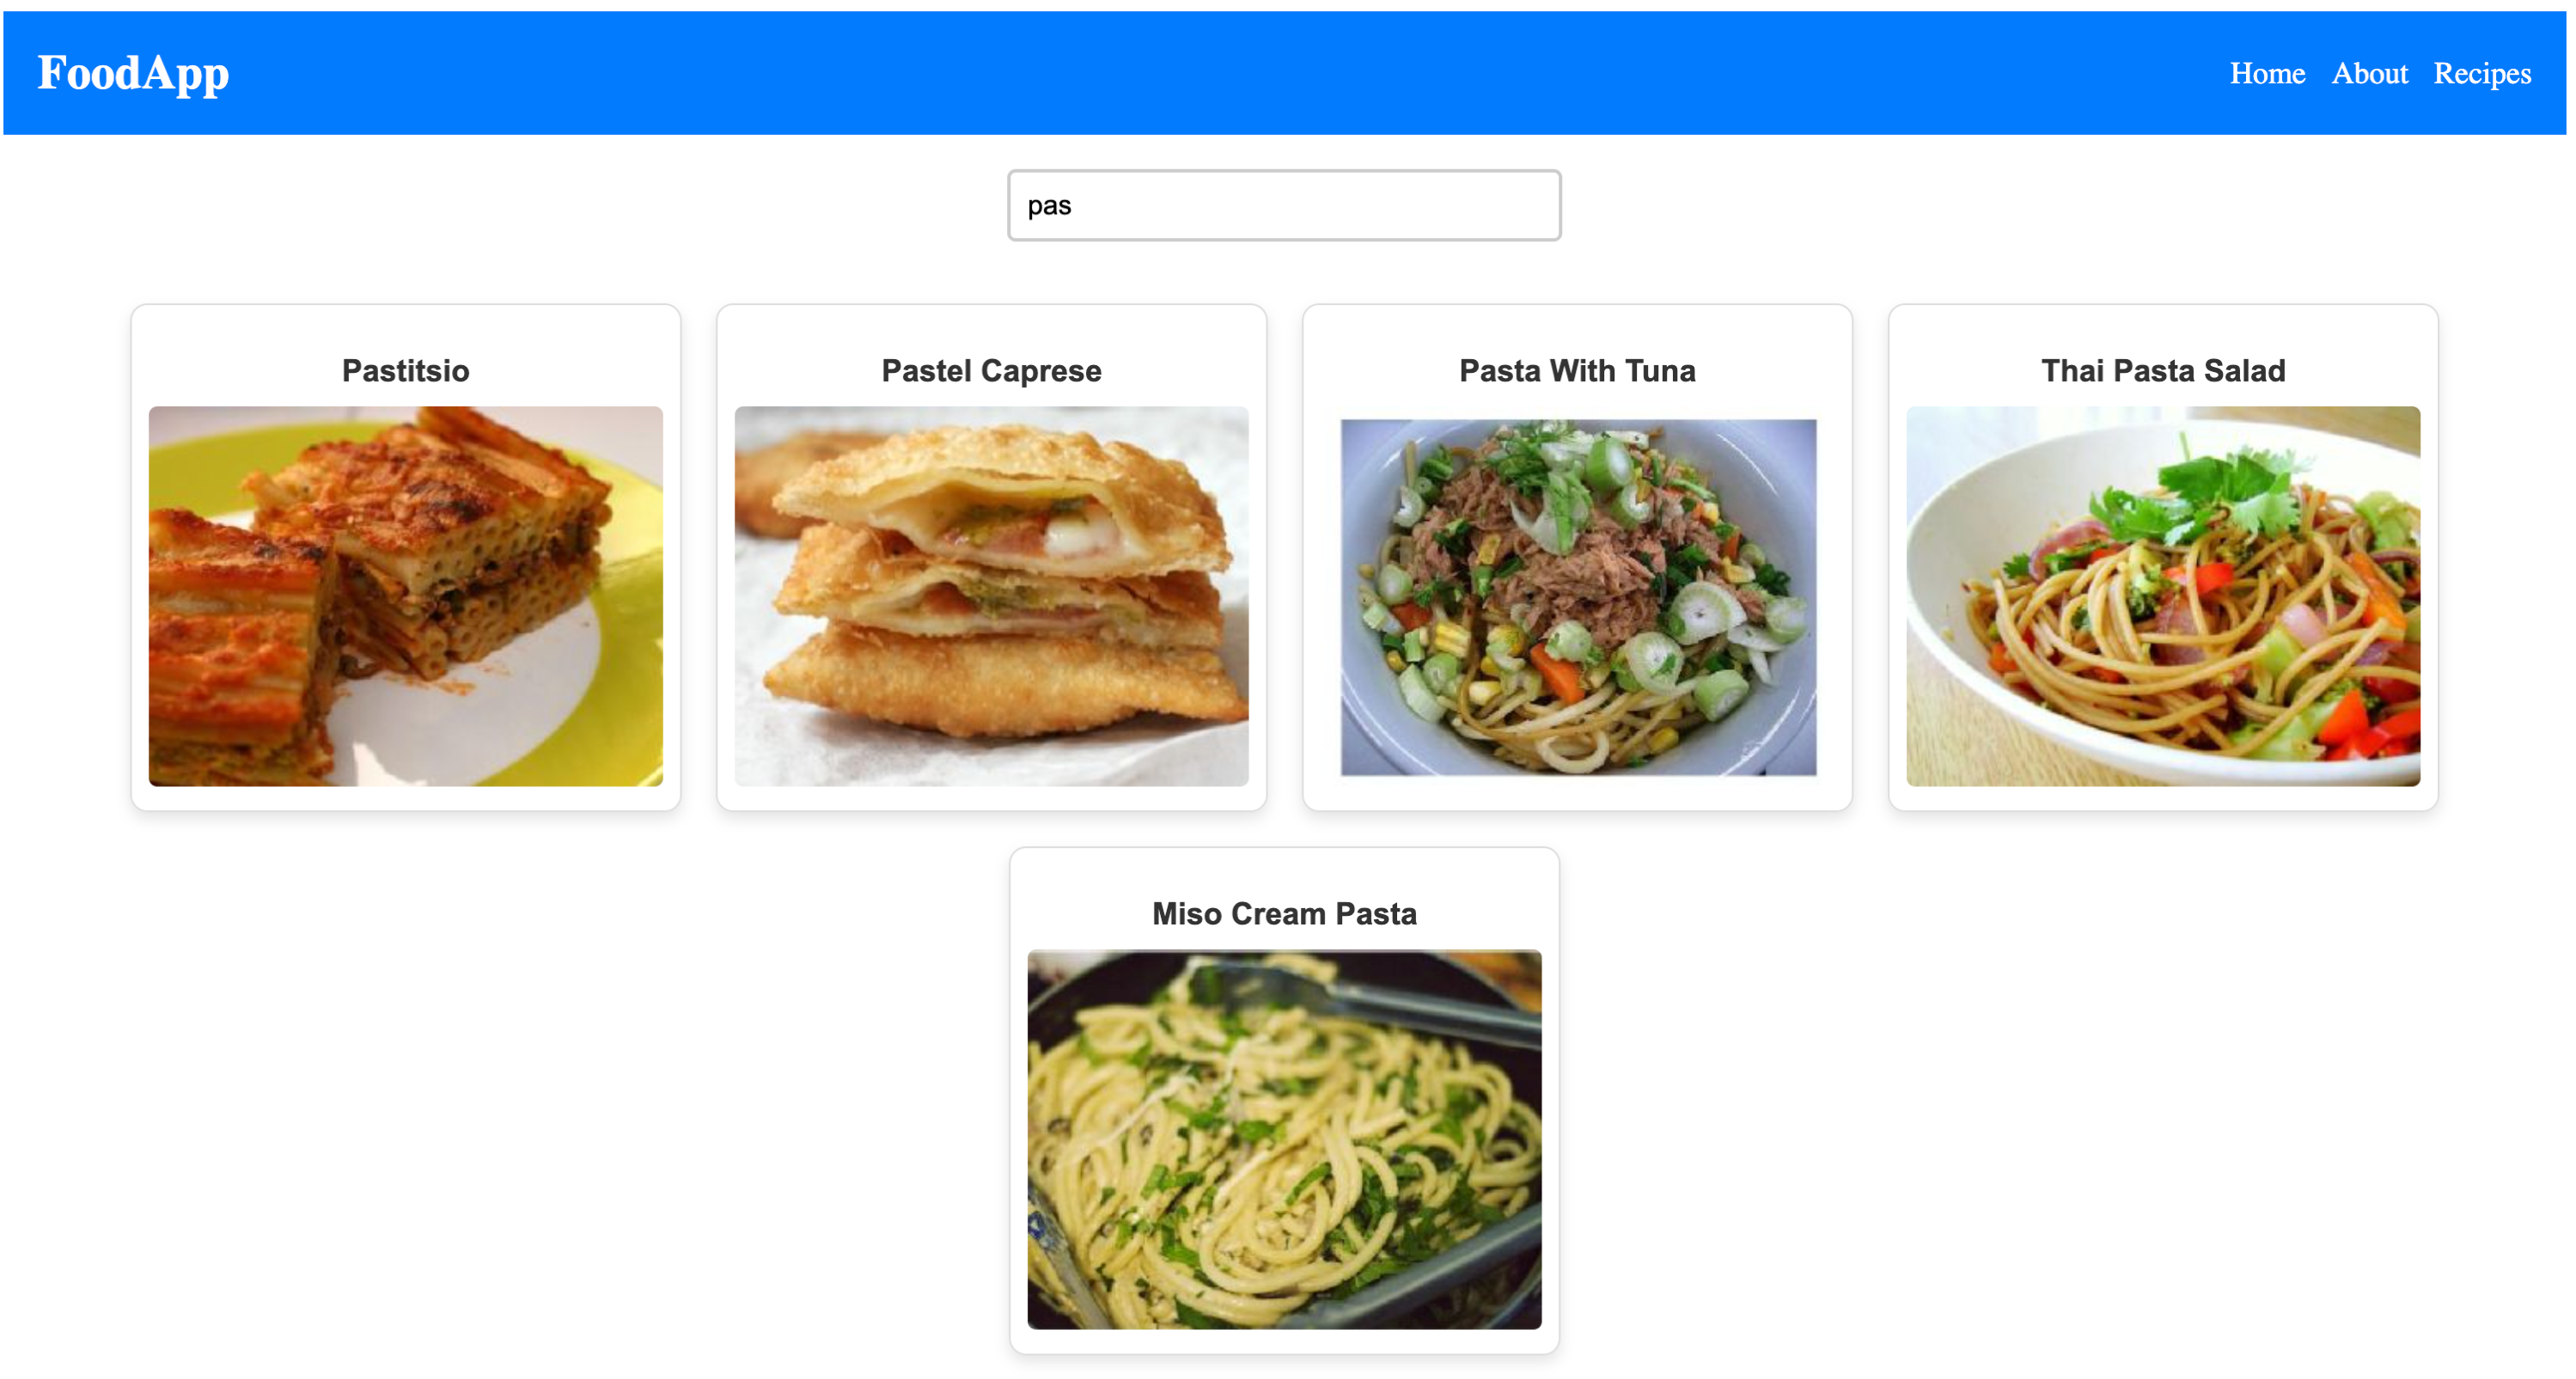 FoodApp
Home About Recipes
pas
Pastitsio
Pastel Caprese
Pasta With Tuna
Thai Pasta Salad
Miso Cream Pasta